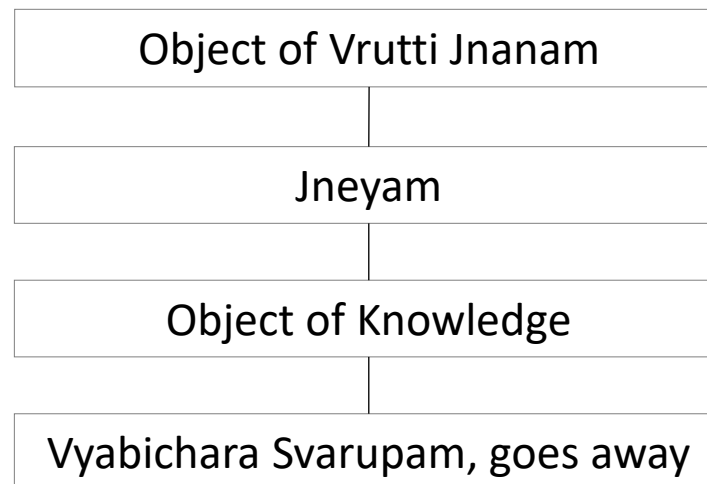 Object of Vrutti Jnanam
Jneyam
Object of Knowledge
Vyabichara Svarupam, goes away